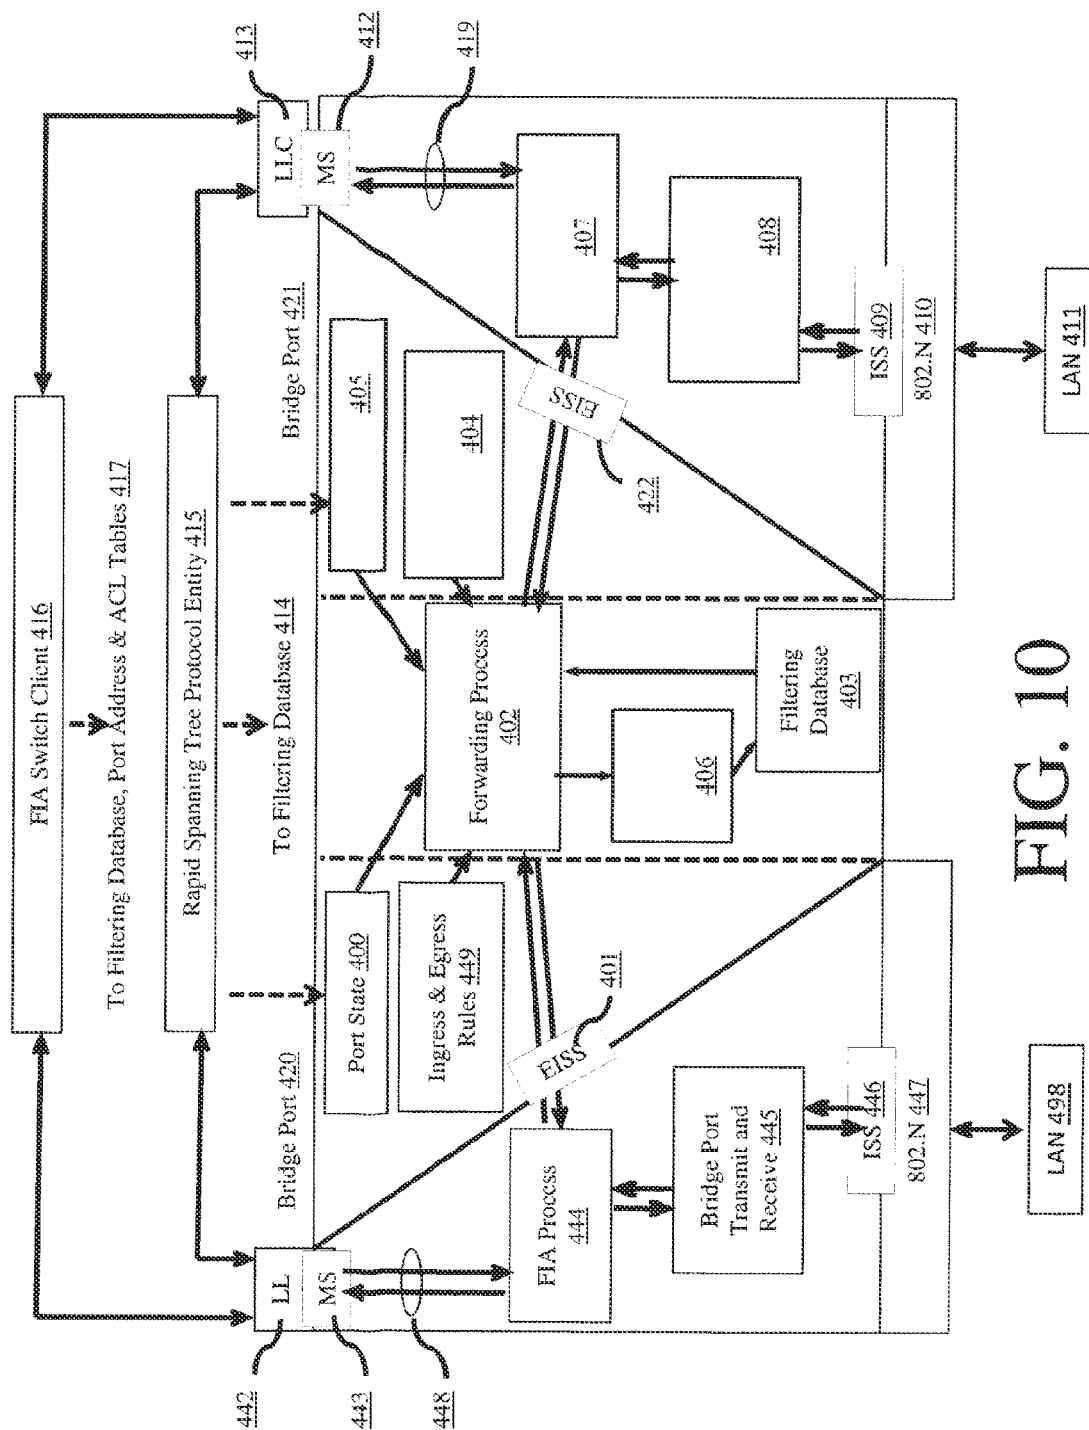 FIA Switch Client 416
To Filtering Database, Port Address & ACL Tables 417
Rapid Spanning Tree Protocol Entity 415
To Filtering Database 414
Bridge Port 420
Bridge Port 421
442
LL
443
MS
448
413
LLC
412
MS
419
Port State 400
405
Ingress & Egress
Rules 449
404
Forwarding Process
402
EISS
401
EISS
422
FIA Process
444
407
406
Filtering
Database
403
Bridge Port
Transmit and
Receive 445
408
ISS 446
802.N 447
ISS 409
802.N 410
LAN 498
LAN 411
FIG. 10